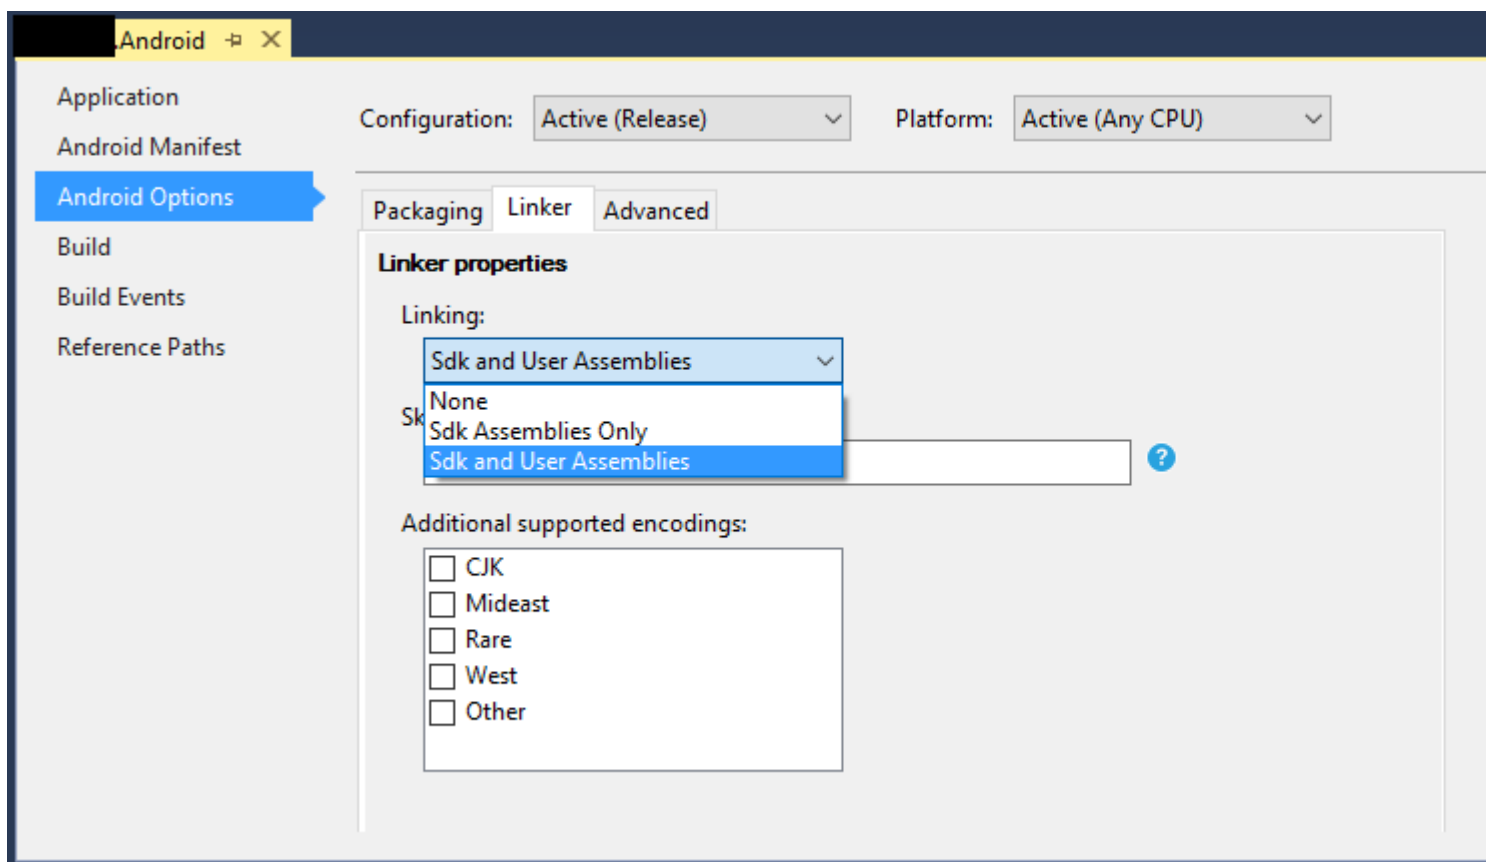 .Android
Application
Android Manifest
Android Options
Build
Build Events
Reference Paths
Configuration: Active (Release) Platform: Active (Any CPU)
Packaging Linker Advanced
Linker properties
Linking:
Sdk and User Assemblies
None
Sdk Assemblies Only
Sdk and User Assemblies
?
Additional supported encodings:
CJK
Mideast
Rare
West
Other